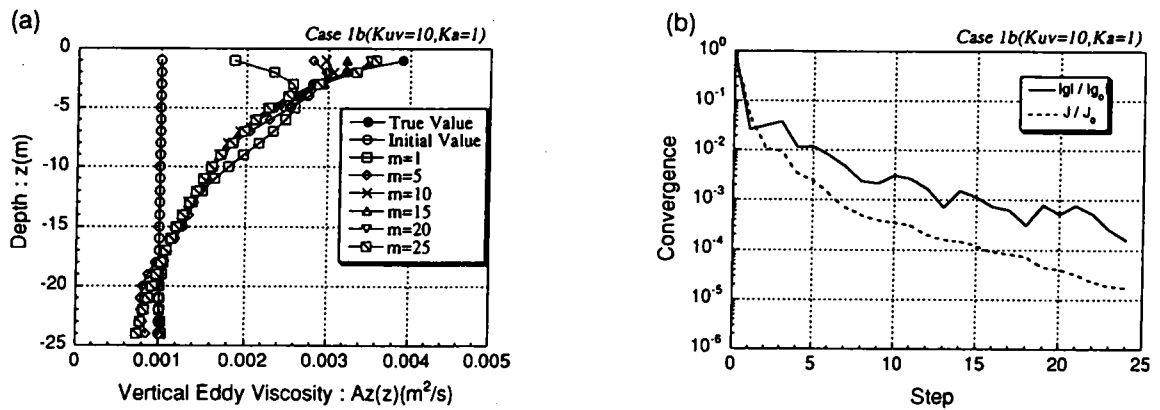 (a)
Case 1b(Kuv=10,Ka=1)
0
-5
-10
-15
-20
-25
Depth : z(m)
True Value
Initial Value
m=1
m=5
m=10
m=15
m=20
m=25
0 0.001 0.002 0.003 0.004 0.005
Vertical Eddy Viscosity : Az(z)(m²/s)
(b)
Case 1b(Kuv=10,Ka=1)
10⁰
10⁻¹
10⁻²
10⁻³
10⁻⁴
10⁻⁵
10⁻⁶
Convergence
|g| / |g₀|
J / J₀
0 5 10 15 20 25
Step